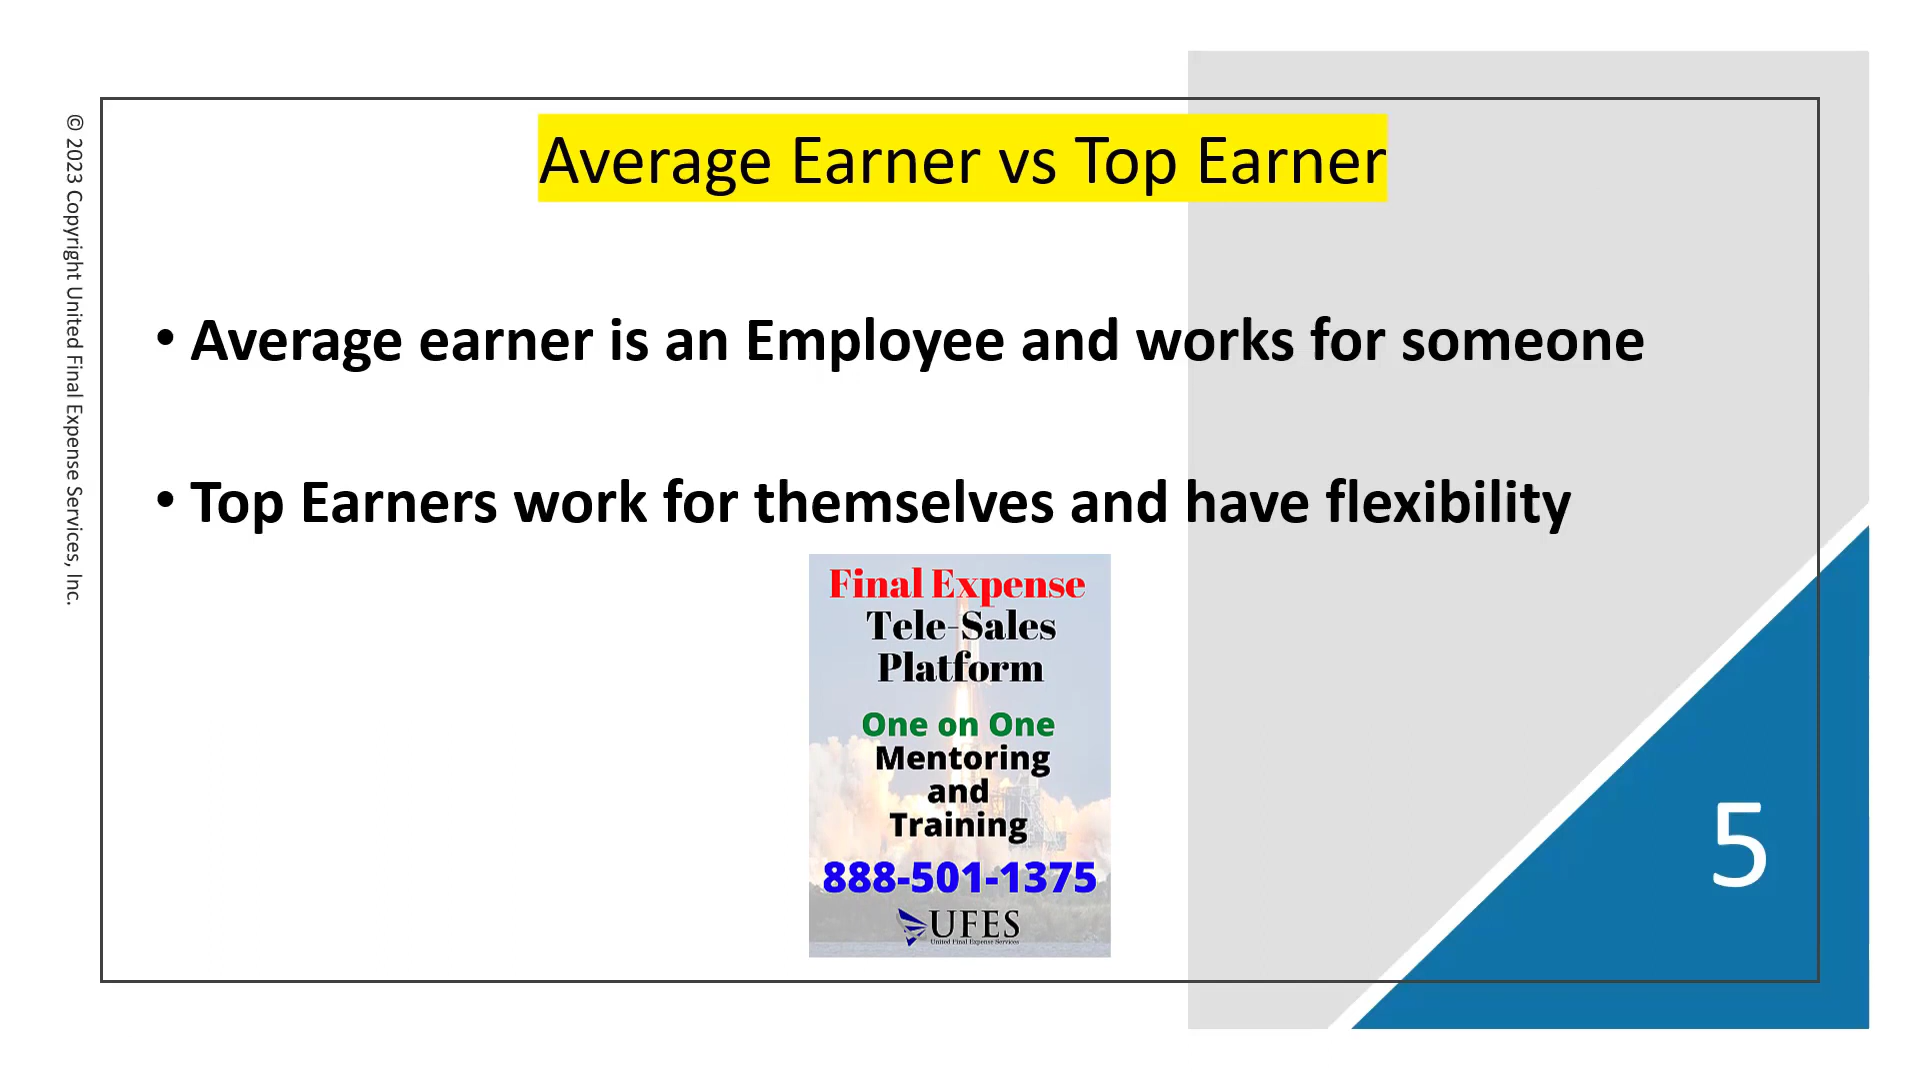 © 2023 Copyright United Final Expense Services, Inc.
Average Earner vs Top Earner
• Average earner is an Employee and works for someone
• Top Earners work for themselves and have flexibility
Final Expense
Tele-Sales
Platform
One on One
Mentoring
and
Training
888-501-1375
UFES
United Final Expense Services
5